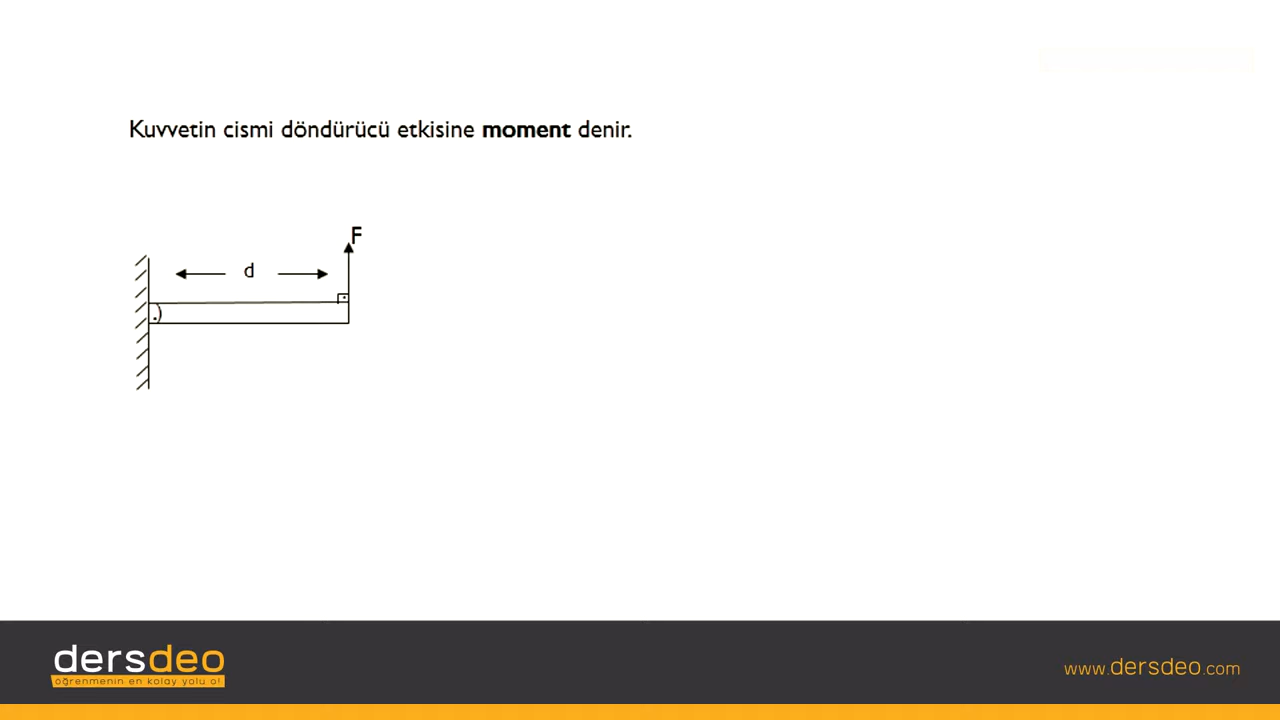 Kuvvetin cismi döndürücü etkisine moment denir.
F
d
dersdeo
öğrenmenin en kolay yolu o!
www.dersdeo.com